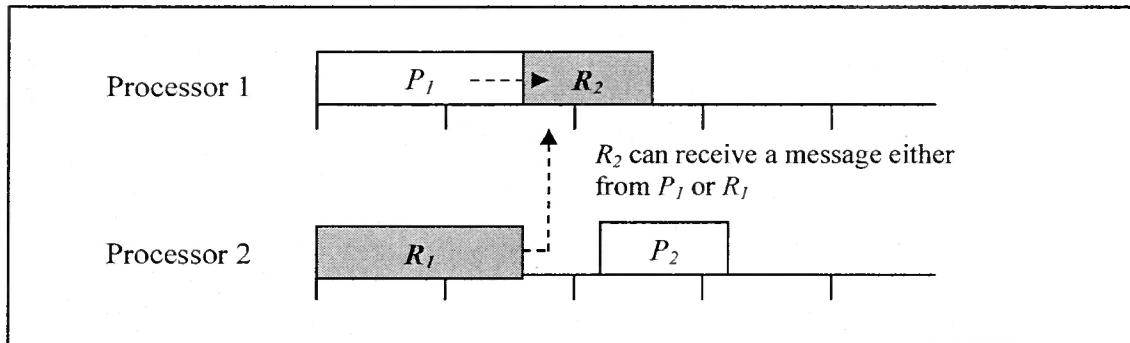 Processor 1
P₁
R₂
R₂ can receive a message either
from P₁ or R₁
Processor 2
R₁
P₂